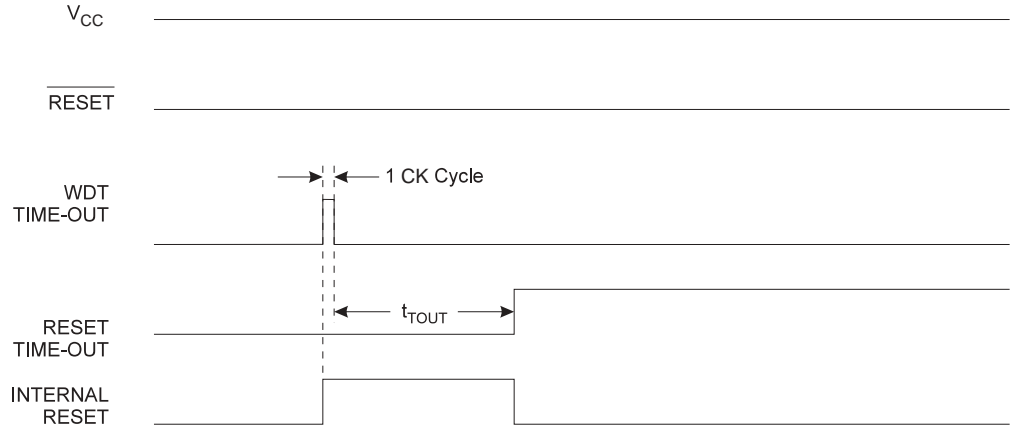 VCC
RESET
1 CK Cycle
WDT
TIME-OUT
tTOUT
RESET
TIME-OUT
INTERNAL
RESET